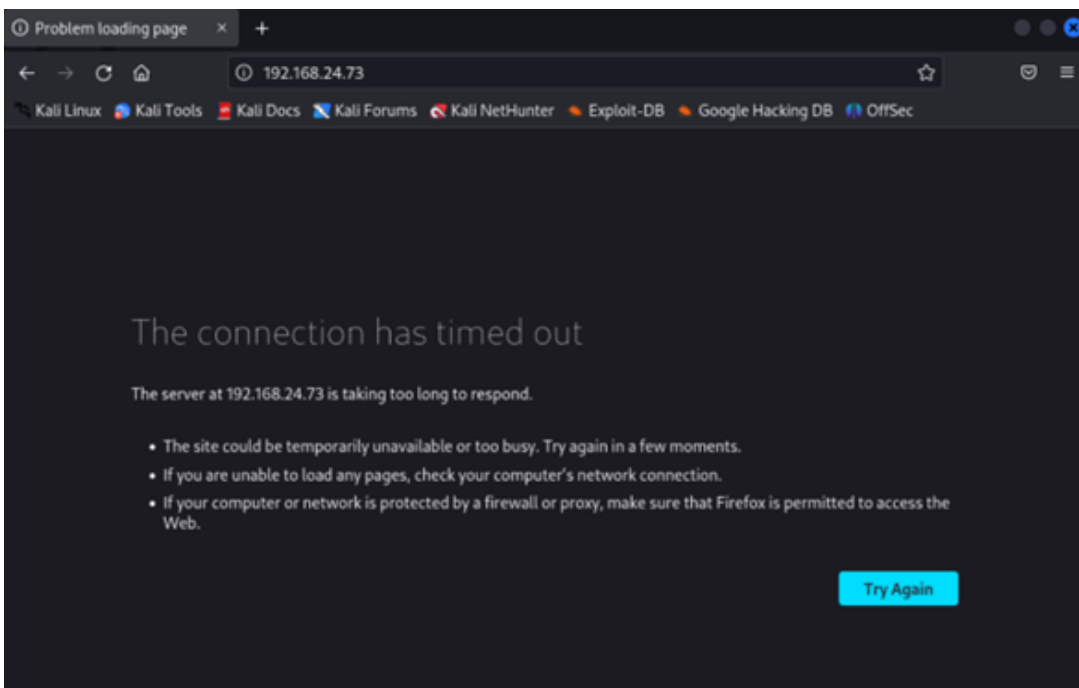 Problem loading page
192.168.24.73
Kali Linux Kali Tools Kali Docs Kali Forums Kali NetHunter Exploit-DB Google Hacking DB OffSec
The connection has timed out
The server at 192.168.24.73 is taking too long to respond.
• The site could be temporarily unavailable or too busy. Try again in a few moments.
• If you are unable to load any pages, check your computer's network connection.
• If your computer or network is protected by a firewall or proxy, make sure that Firefox is permitted to access the
Web.
Try Again